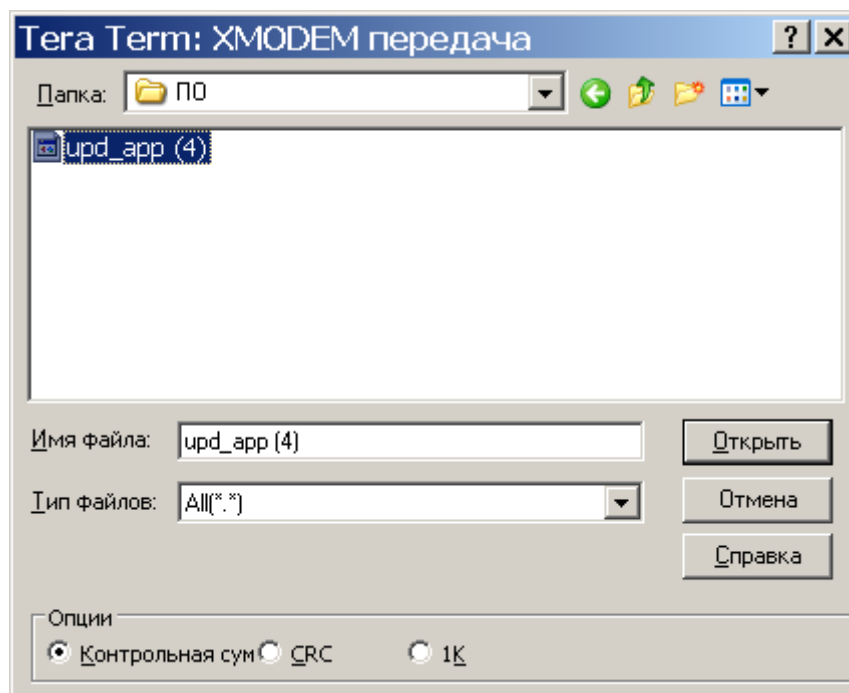 Tera Term: XMODEM передача
Папка: ПО
upd_app (4)
Имя файла: upd_app (4) Открыть
Тип файлов: All(*.*) Отмена
Справка
Опции
Контрольная сум CRC 1K